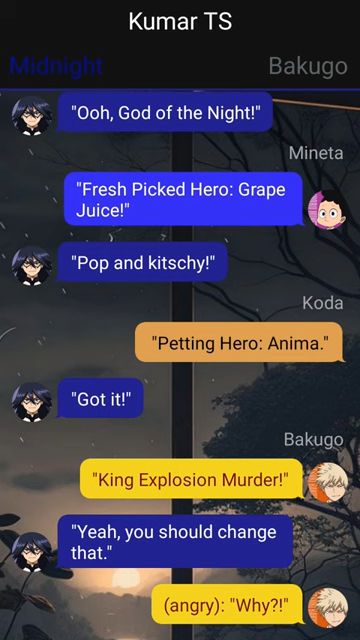 Kumar TS
Midnight
Bakugo
"Ooh, God of the Night!"
Mineta
"Fresh Picked Hero: Grape
Juice!"
"Pop and kitschy!"
Koda
"Petting Hero: Anima."
"Got it!"
Bakugo
"King Explosion Murder!"
"Yeah, you should change
that."
(angry): "Why?!"